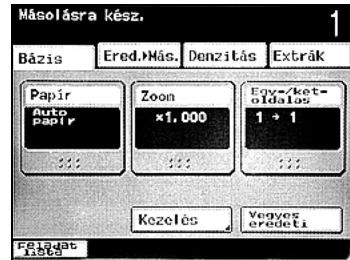 Másolásra kész.
1
Bázis
Ered.▸Más.
Denzitás
Extrák
Papír
Zoom
Egy-/két-
oldalas
Auto
papír
×1.000
1 → 1
Kezelés
Vegyes
eredeti
Feladat
lista